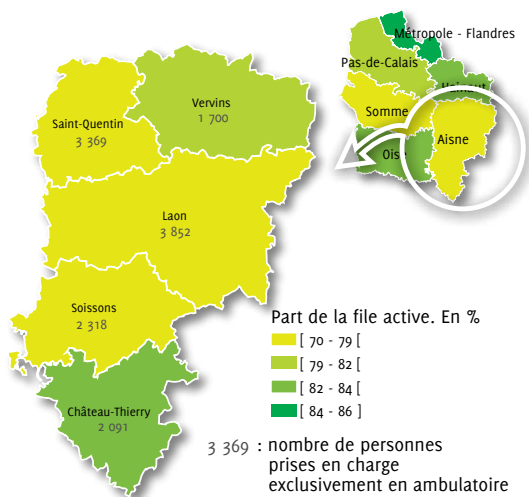 Métropole - Flandres
Pas-de-Calais
Hainaut
Somme
Aisne
Oise
Saint-Quentin
3 369
Vervins
1 700
Laon
3 852
Soissons
2 318
Château-Thierry
2 091
Part de la file active. En %
[ 70 - 79 [
[ 79 - 82 [
[ 82 - 84 [
[ 84 - 86 ]
3 369 : nombre de personnes
prises en charge
exclusivement en ambulatoire